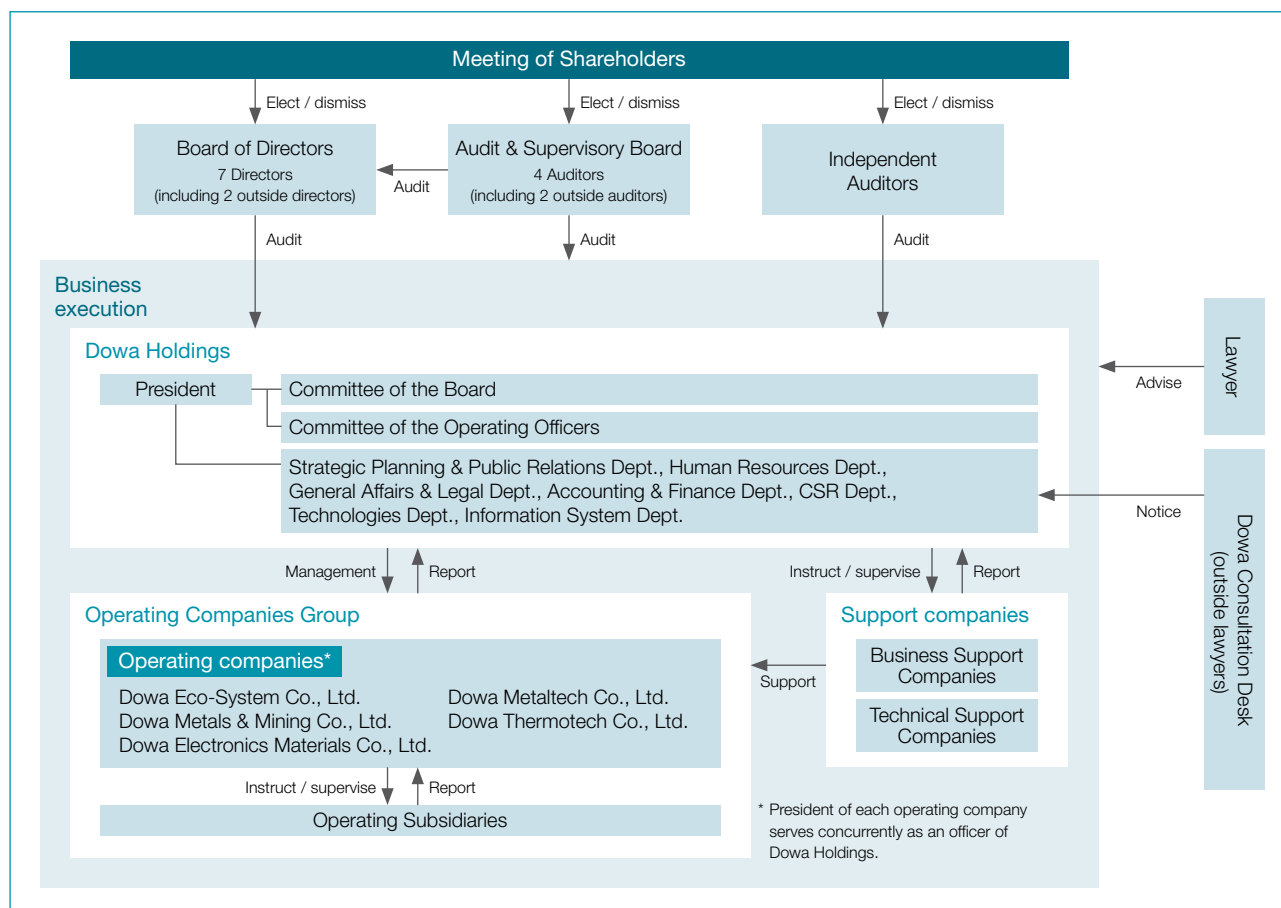 Meeting of Shareholders
Elect / dismiss
Elect / dismiss
Elect / dismiss
Board of Directors
7 Directors
(including 2 outside directors)
Audit
Audit & Supervisory Board
4 Auditors
(including 2 outside auditors)
Independent
Auditors
Audit
Audit
Audit
Business
execution
Dowa Holdings
President
Committee of the Board
Committee of the Operating Officers
Strategic Planning & Public Relations Dept., Human Resources Dept.,
General Affairs & Legal Dept., Accounting & Finance Dept., CSR Dept.,
Technologies Dept., Information System Dept.
Advise
Lawyer
Notice
Dowa Consultation Desk
(outside lawyers)
Management
Report
Instruct / supervise
Report
Operating Companies Group
Operating companies*
Dowa Eco-System Co., Ltd.
Dowa Metals & Mining Co., Ltd.
Dowa Electronics Materials Co., Ltd.
Dowa Metaltech Co., Ltd.
Dowa Thermotech Co., Ltd.
Instruct / supervise
Report
Operating Subsidiaries
Support
Support companies
Business Support
Companies
Technical Support
Companies
* President of each operating company
serves concurrently as an officer of
Dowa Holdings.